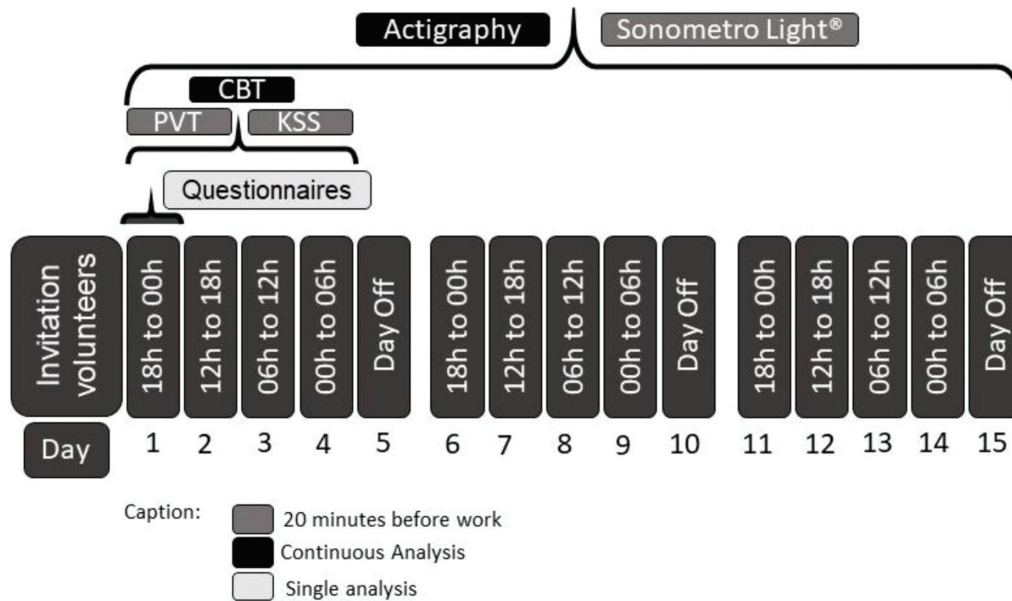 Actigraphy
Sonometro Light®
CBT
PVT
KSS
Questionnaires
Invitation
volunteers
18h to 00h
12h to 18h
06h to 12h
00h to 06h
Day Off
18h to 00h
12h to 18h
06h to 12h
00h to 06h
Day Off
18h to 00h
12h to 18h
06h to 12h
00h to 06h
Day Off
Day 1 2 3 4 5 6 7 8 9 10 11 12 13 14 15
Caption:
20 minutes before work
Continuous Analysis
Single analysis